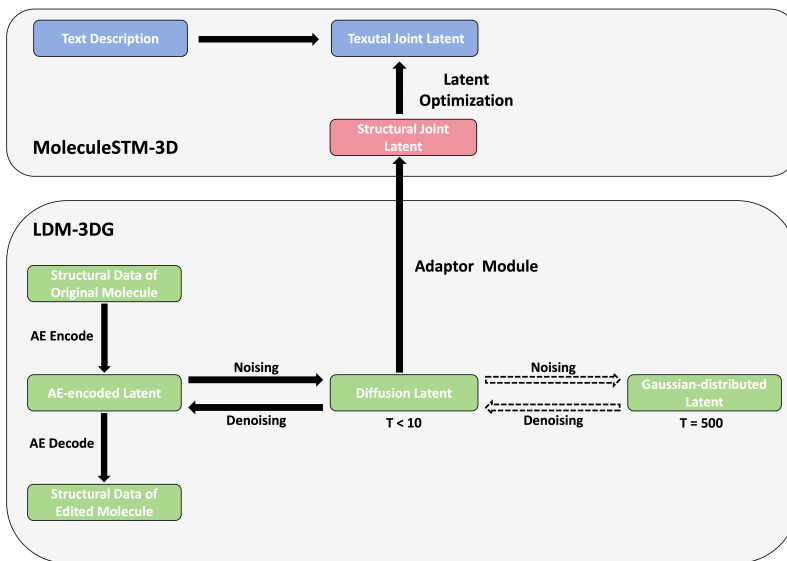 Text Description
Texutal Joint Latent
Latent
Optimization
Structural Joint
Latent
MoleculeSTM-3D
LDM-3DG
Adaptor Module
Structural Data of
Original Molecule
AE Encode
Noising
Noising
AE-encoded Latent
Diffusion Latent
Gaussian-distributed
Latent
Denoising
Denoising
T < 10
T = 500
AE Decode
Structural Data of
Edited Molecule